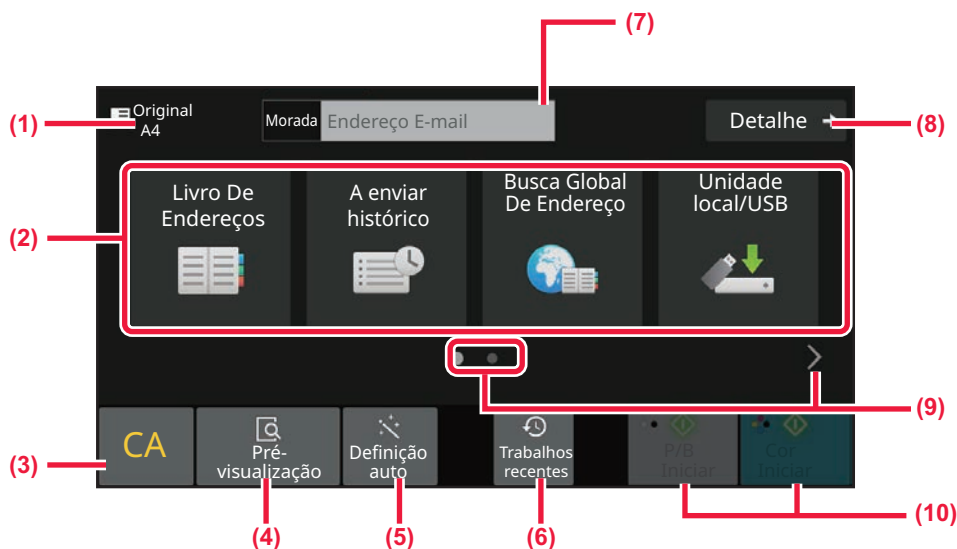 (7)
(1)
Original
A4
Morada
Endereço E-mail
Detalhe
(8)
(2)
Livro De
Endereços
A enviar
histórico
Busca Global
De Endereço
Unidade
local/USB
(9)
(3)
CA
Pré-
visualização
Definição
auto
Trabalhos
recentes
P/B
Iniciar
Cor
Iniciar
(10)
(4)
(5)
(6)